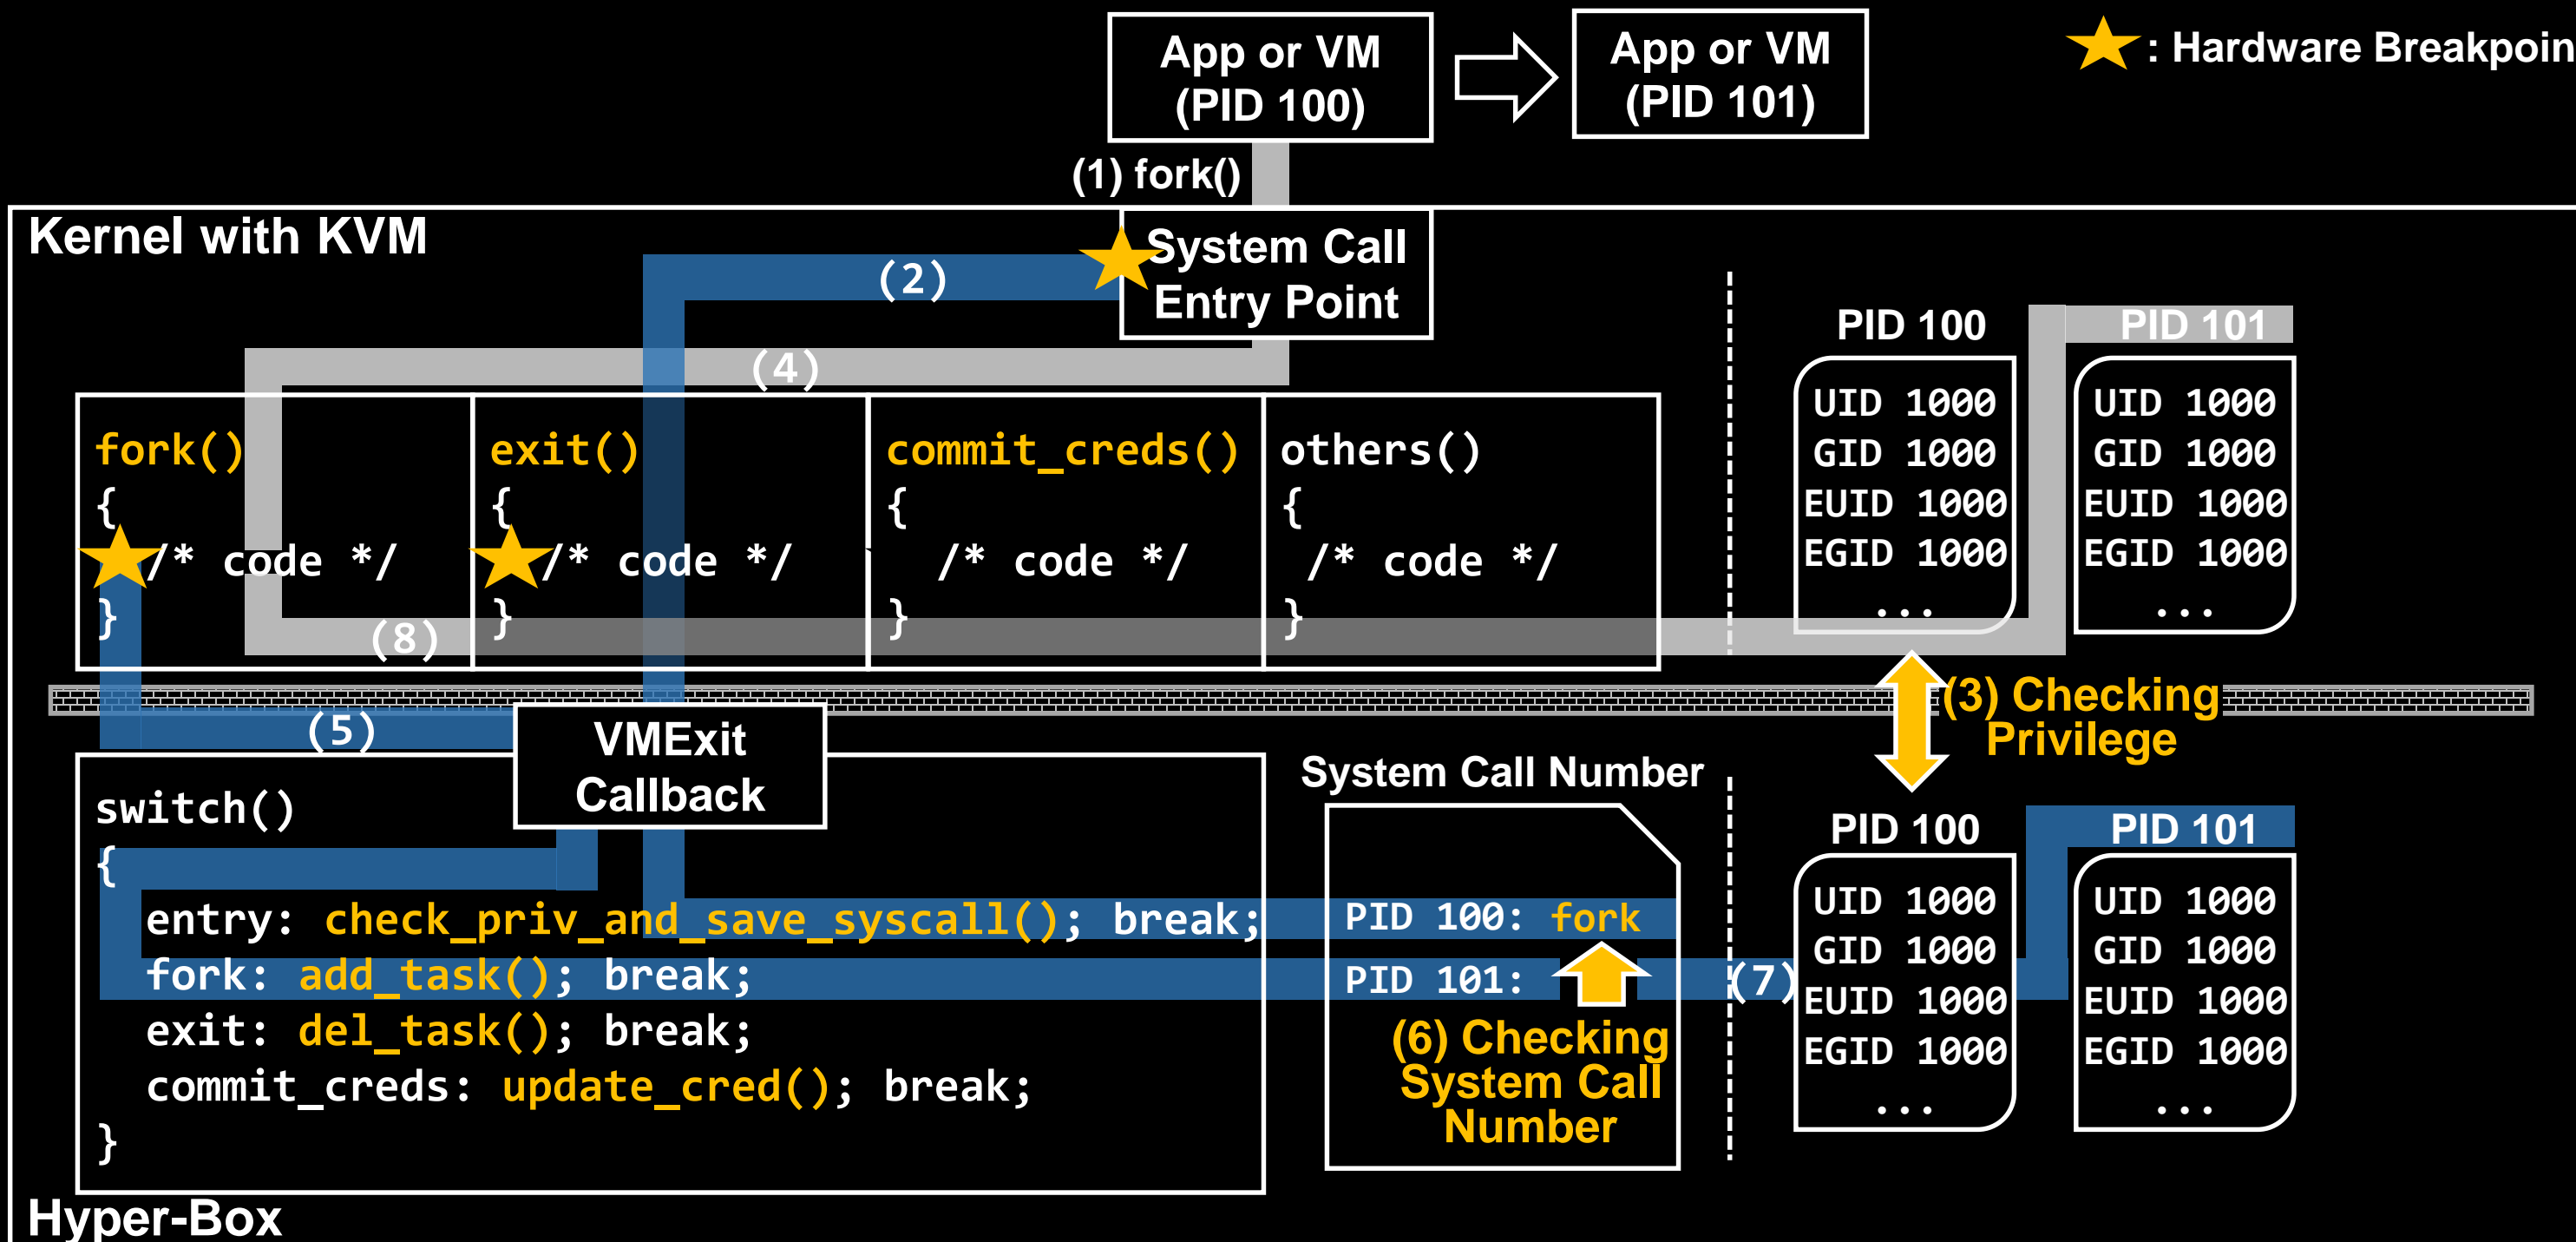 App or VM
(PID 100)
App or VM
(PID 101)
: Hardware Breakpoin
(1) fork()
Kernel with KVM
System Call
Entry Point
(2)
(4)
PID 100
PID 101
UID 1000
GID 1000
EUID 1000
EGID 1000
...
UID 1000
GID 1000
EUID 1000
EGID 1000
...
fork()
{
/* code */
}
exit()
{
/* code */
}
commit_creds()
{
/* code */
}
others()
{
/* code */
}
(8)
(3) Checking
Privilege
(5)
VMExit
Callback
switch()
{
entry: check_priv_and_save_syscall(); break;
fork: add_task(); break;
exit: del_task(); break;
commit_creds: update_cred(); break;
}
System Call Number
PID 100: fork
PID 101:
(6) Checking
System Call
Number
(7)
PID 100
PID 101
UID 1000
GID 1000
EUID 1000
EGID 1000
...
UID 1000
GID 1000
EUID 1000
EGID 1000
...
Hyper-Box